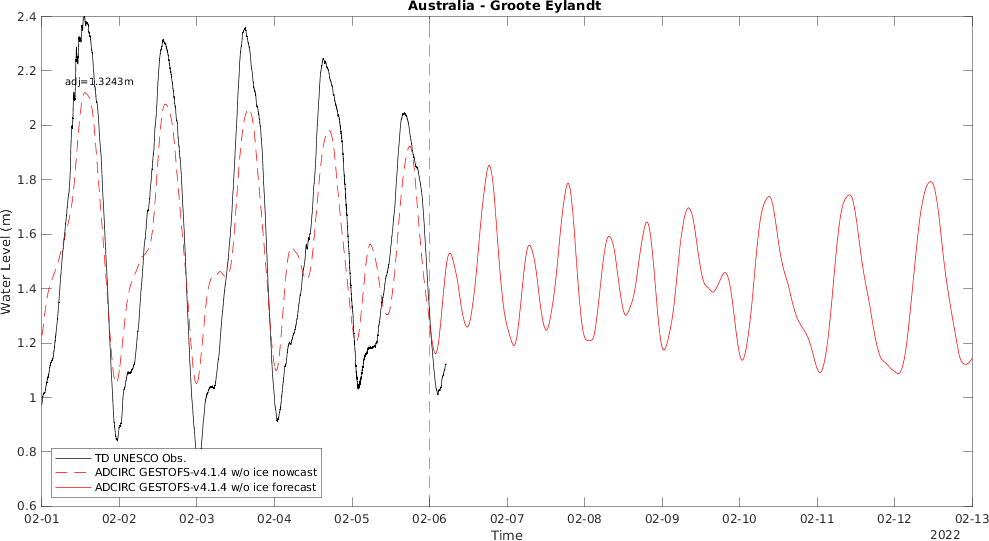 Australia - Groote Eylandt
2.4
2.2
2
1.8
1.6
1.4
1.2
1
0.8
0.6
Water Level (m)
adj=1.3243m
TD UNESCO Obs.
ADCIRC GESTOFS-v4.1.4 w/o ice nowcast
ADCIRC GESTOFS-v4.1.4 w/o ice forecast
02-01 02-02 02-03 02-04 02-05 02-06 02-07 02-08 02-09 02-10 02-11 02-12 02-13
Time
2022